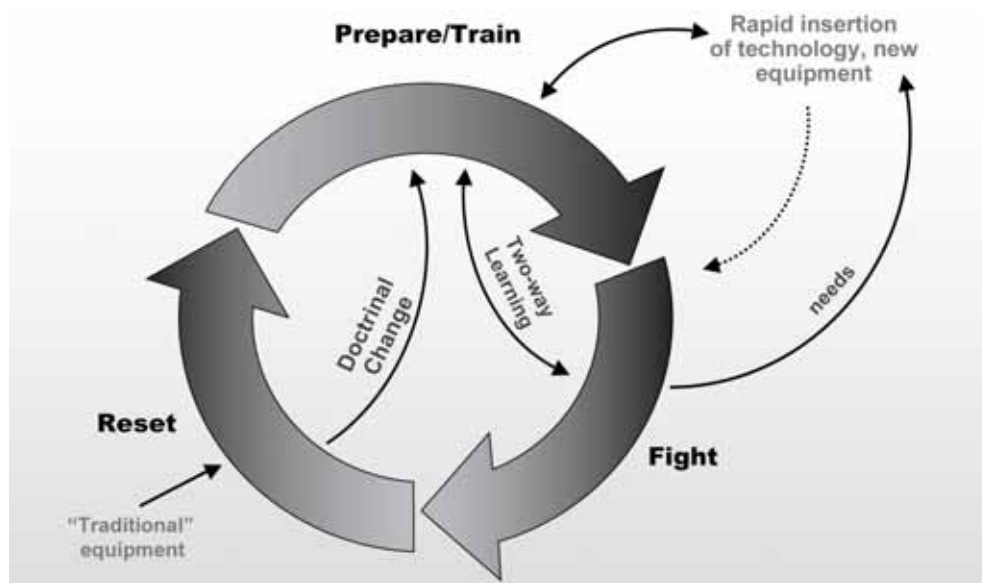 Prepare/Train
Rapid insertion
of technology, new
equipment
Two-way
Learning
Doctrinal
Change
needs
Reset
Fight
“Traditional”
equipment